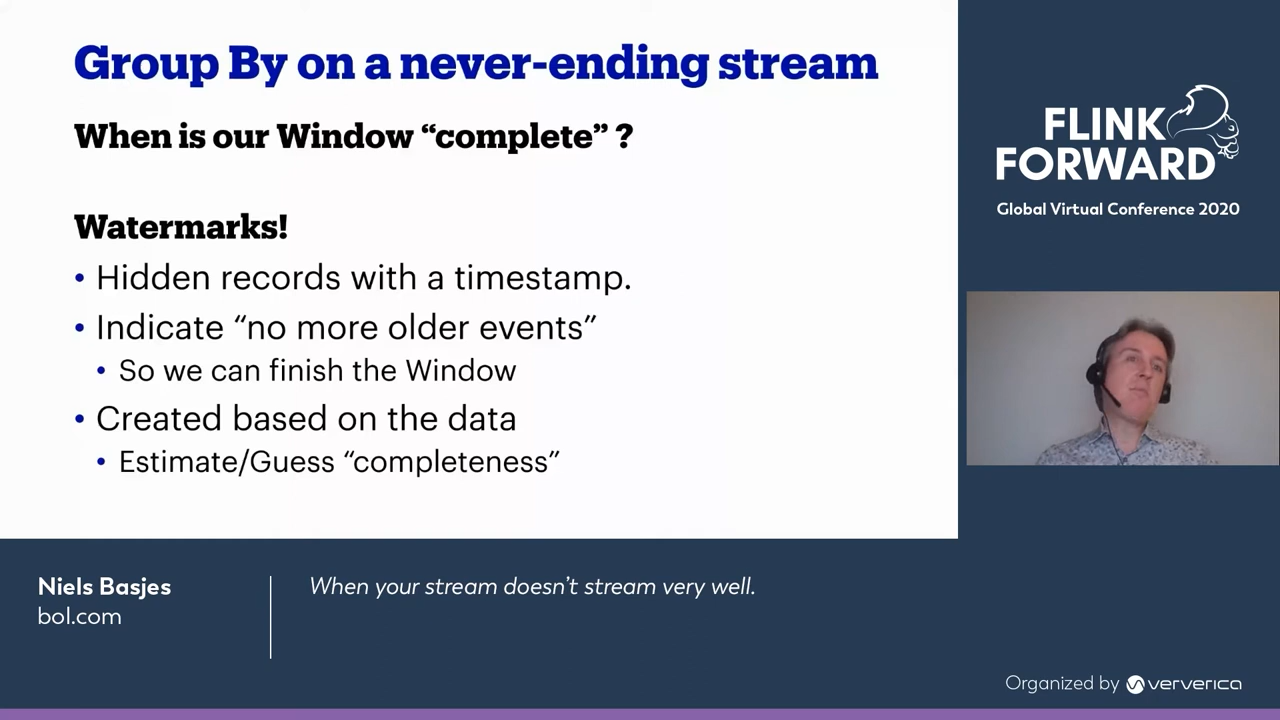 Group By on a never-ending stream
When is our Window “complete” ?
Watermarks!
• Hidden records with a timestamp.
• Indicate “no more older events”
• So we can finish the Window
• Created based on the data
• Estimate/Guess “completeness”
FLINK
FORWARD
Global Virtual Conference 2020
Niels Basjes
bol.com
When your stream doesn’t stream very well.
Organized by ververica